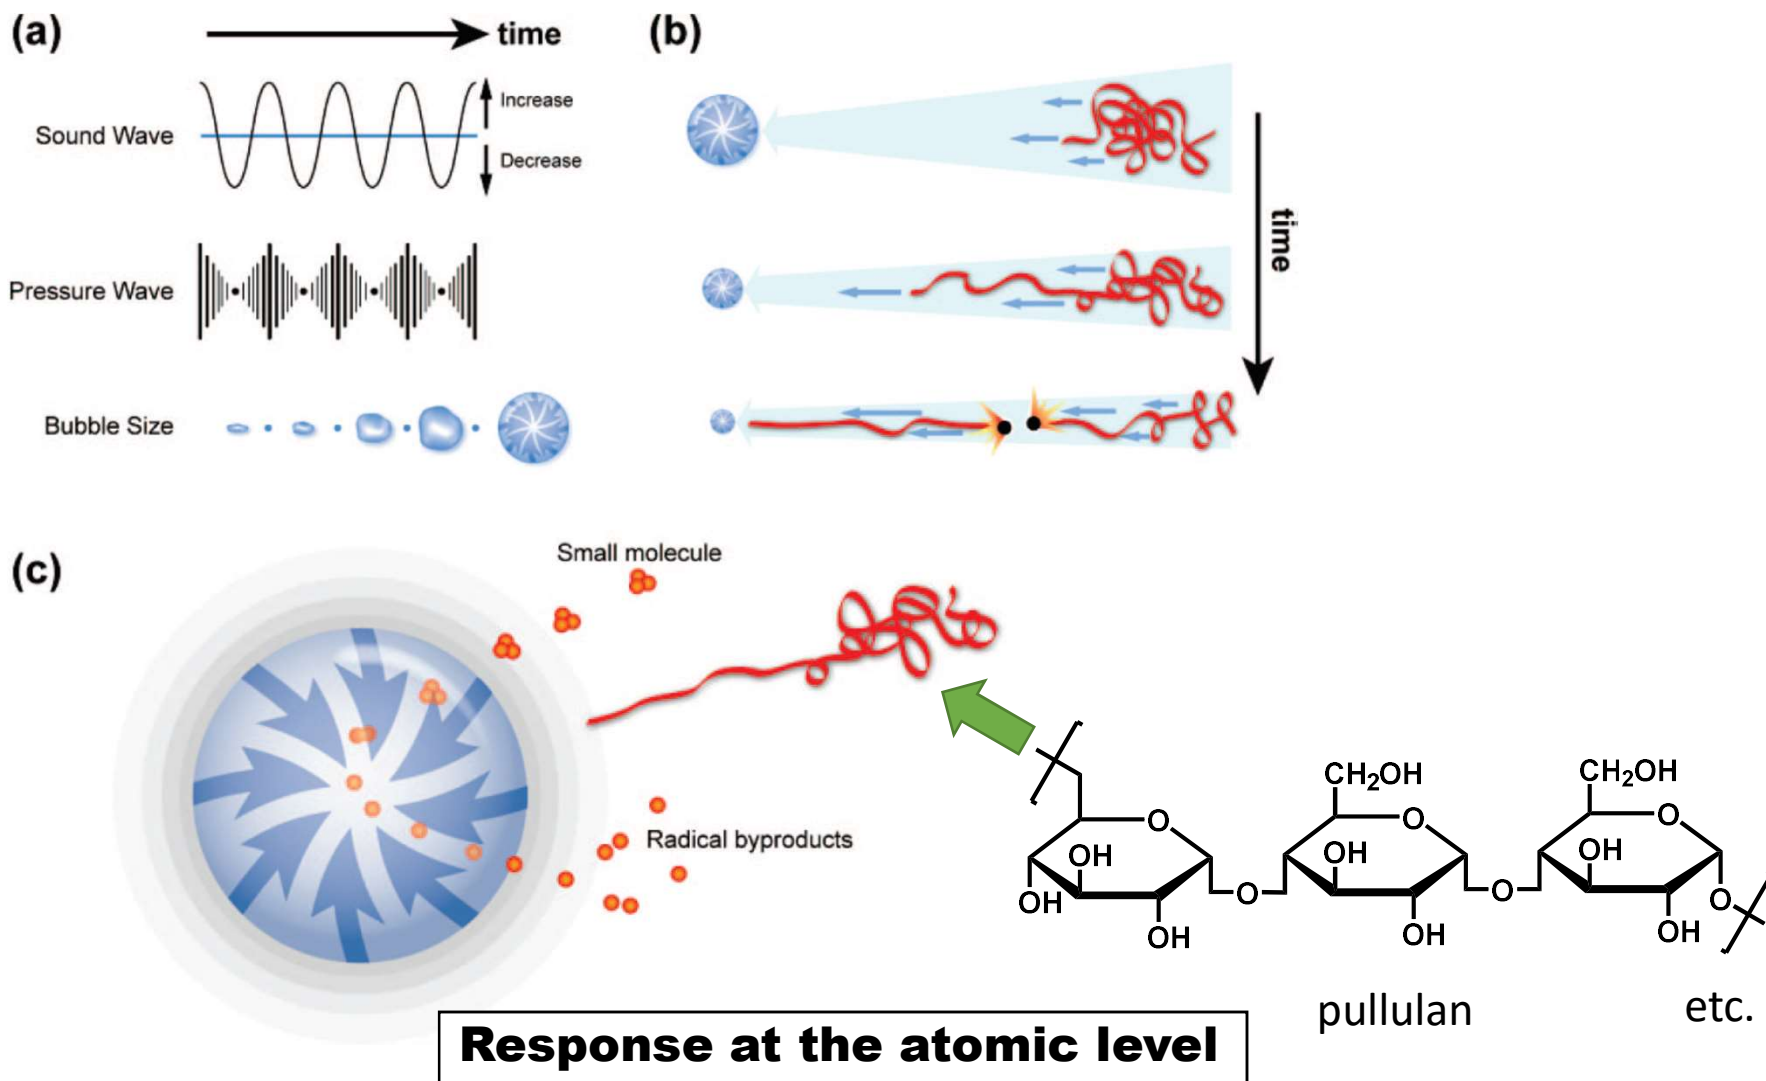 (a)
time
Sound Wave
Increase
Decrease
Pressure Wave
Bubble Size
(b)
time
(c)
Small molecule
Radical byproducts
CH2OH
CH2OH
O
O
O
OH
OH
OH
OH
O
O
O
OH
OH
OH
pullulan
etc.
Response at the atomic level